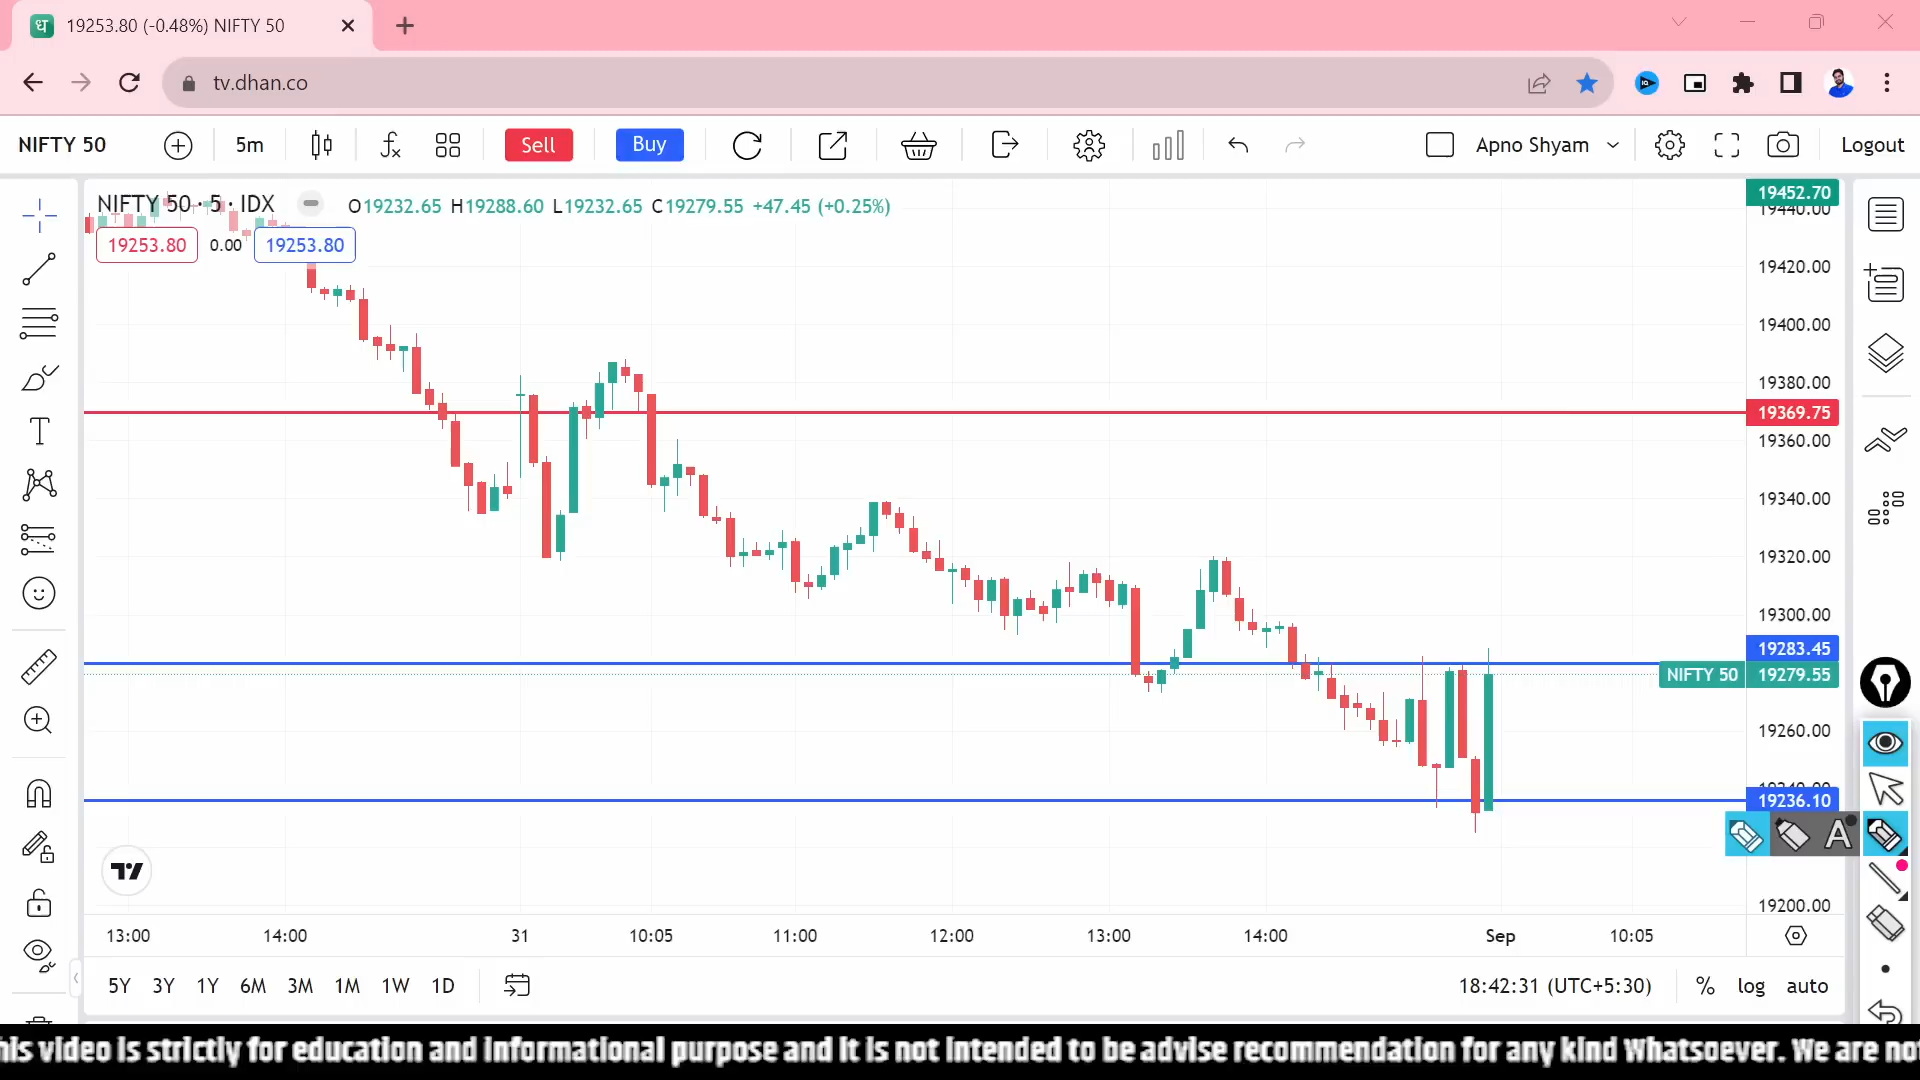 ध 19253.80 (-0.48%) NIFTY 50
tv.dhan.co
NIFTY 50 5m Sell Buy Apno Shyam Logout
NIFTY 50 · 5 · IDX O19232.65 H19288.60 L19232.65 C19279.55 +47.45 (+0.25%)
19253.80 0.00 19253.80
19452.70
19440.00
19420.00
19400.00
19380.00
19369.75
19360.00
19340.00
19320.00
19300.00
19283.45
NIFTY 50 19279.55
19260.00
19240.00
19236.10
A
19200.00
13:00 14:00 31 10:05 11:00 12:00 13:00 14:00 Sep 10:05
5Y 3Y 1Y 6M 3M 1M 1W 1D 18:42:31 (UTC+5:30) % log auto
his video is strictly for education and informational purpose and it is not intended to be advise recommendation for any kind Whatsoever. We are not